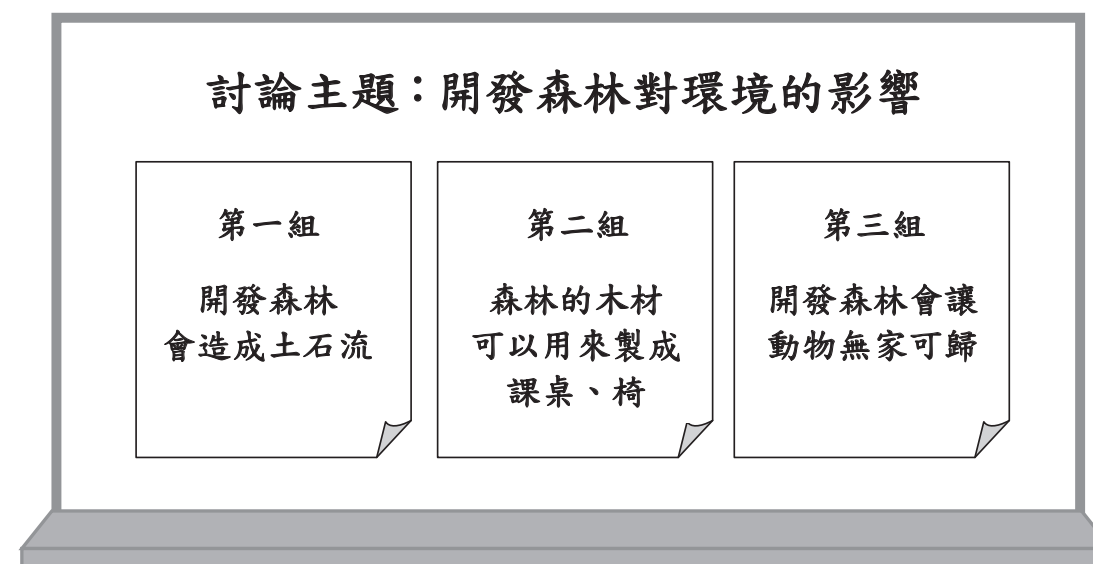 討論主題：開發森林對環境的影響
第一組
開發森林
會造成土石流
第二組
森林的木材
可以用來製成
課桌、椅
第三組
開發森林會讓
動物無家可歸